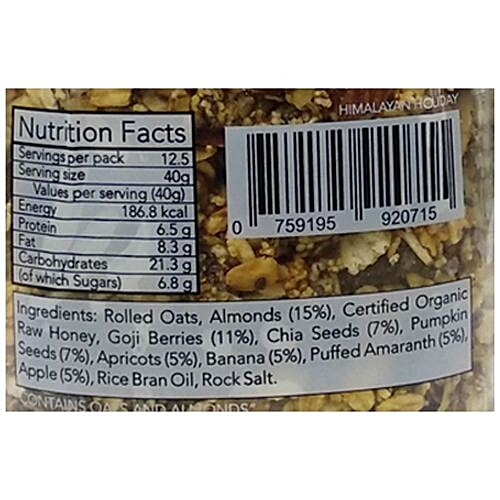 HIMALAYAN HOLIDAY
Nutrition Facts
Servings per pack 12.5
Serving size 40g
Values per serving (40g)
Energy 186.8 kcal
Protein 6.5 g
Fat 8.3 g
Carbohydrates 21.3 g
(of which Sugars) 6.8 g
0 759195 920715
Ingredients: Rolled Oats, Almonds (15%), Certified Organic
Raw Honey, Goji Berries (11%), Chia Seeds (7%), Pumpkin
Seeds (7%), Apricots (5%), Banana (5%), Puffed Amaranth (5%),
Apple (5%), Rice Bran Oil, Rock Salt.
CONTAINS OATS AND ALMONDS"